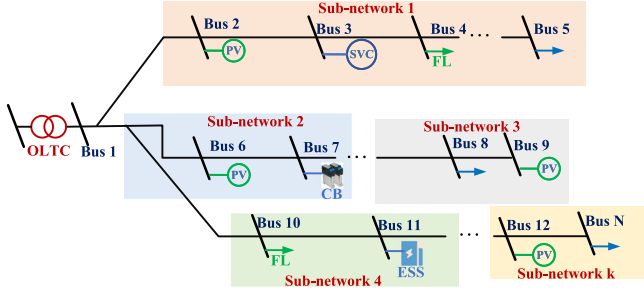 Sub-network 1
Bus 2
Bus 3
Bus 4
...
Bus 5
PV
SVC
FL
OLTC
Bus 1
Sub-network 2
Sub-network 3
Bus 6
Bus 7
...
Bus 8
Bus 9
PV
CB
PV
Bus 10
Bus 11
...
Bus 12
Bus N
FL
ESS
PV
Sub-network 4
Sub-network k